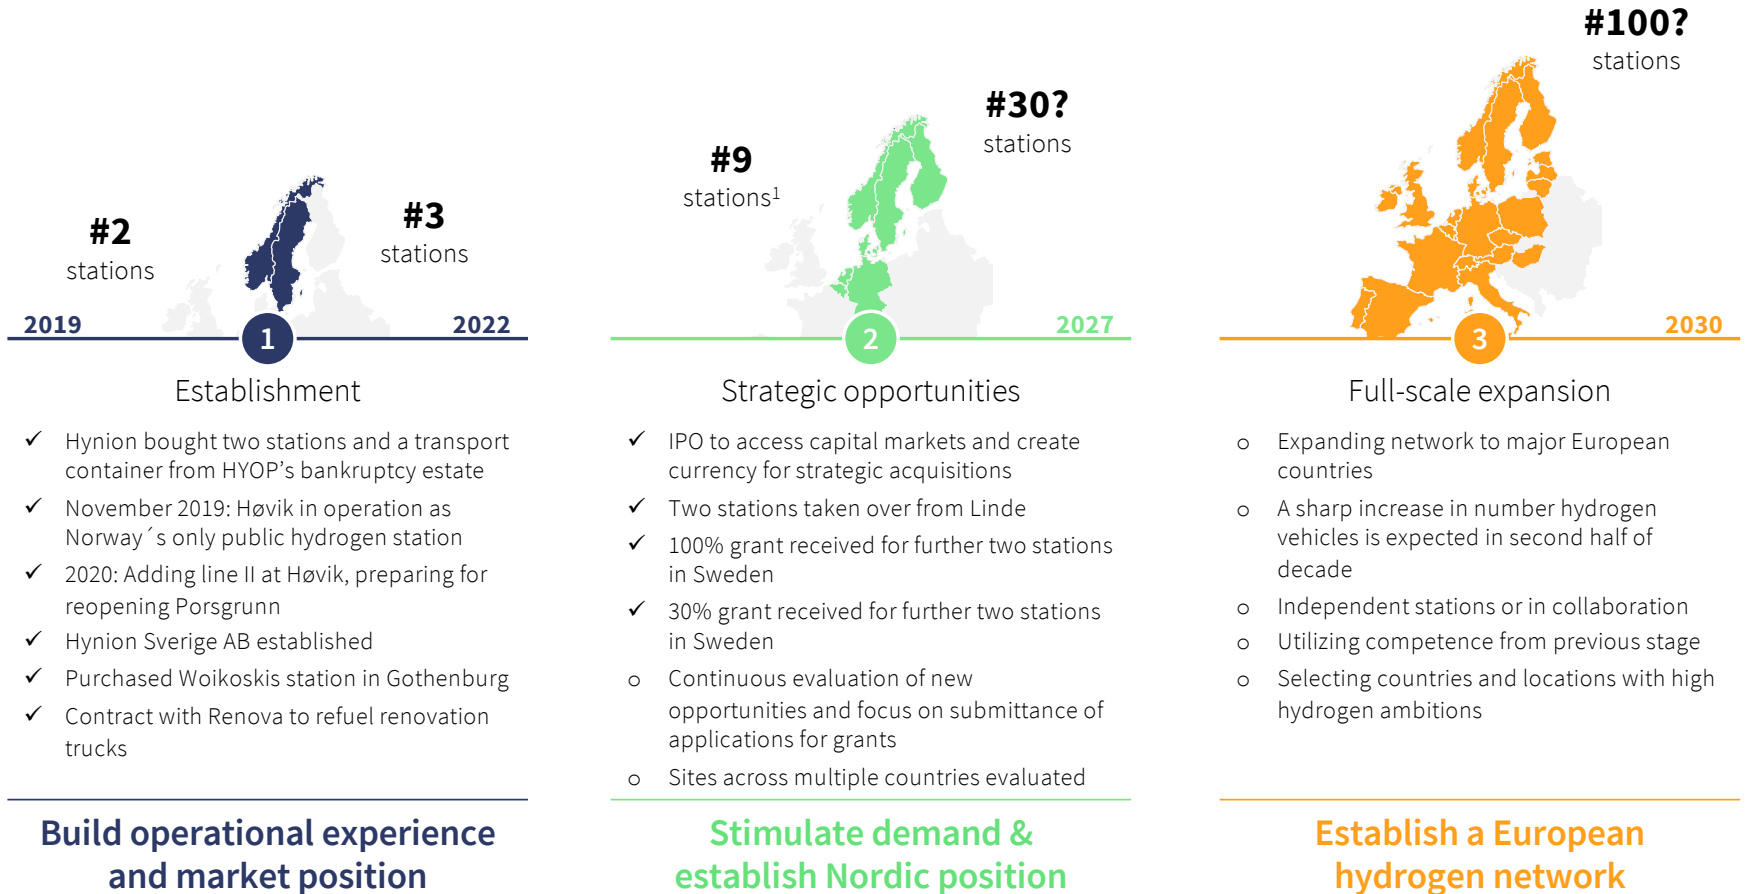 #2
stations
#3
stations
2019
2022
1
Establishment
✓ Hynion bought two stations and a transport
container from HYOP’s bankruptcy estate
✓ November 2019: Høvik in operation as
Norway´s only public hydrogen station
✓ 2020: Adding line II at Høvik, preparing for
reopening Porsgrunn
✓ Hynion Sverige AB established
✓ Purchased Woikoskis station in Gothenburg
✓ Contract with Renova to refuel renovation
trucks
Build operational experience
and market position
#9
stations¹
#30?
stations
2027
2
Strategic opportunities
✓ IPO to access capital markets and create
currency for strategic acquisitions
✓ Two stations taken over from Linde
✓ 100% grant received for further two stations
in Sweden
✓ 30% grant received for further two stations
in Sweden
o Continuous evaluation of new
opportunities and focus on submittance of
applications for grants
o Sites across multiple countries evaluated
Stimulate demand &
establish Nordic position
#100?
stations
2030
3
Full-scale expansion
o Expanding network to major European
countries
o A sharp increase in number hydrogen
vehicles is expected in second half of
decade
o Independent stations or in collaboration
o Utilizing competence from previous stage
o Selecting countries and locations with high
hydrogen ambitions
Establish a European
hydrogen network